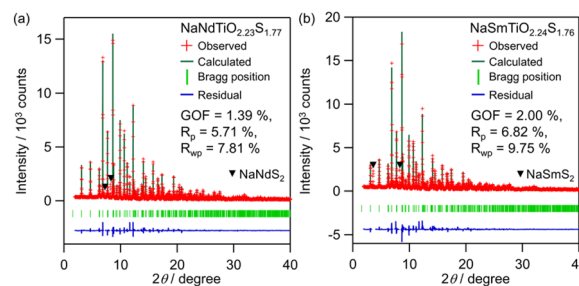 (a)
NaNdTiO2.23S1.77
Observed
Calculated
Bragg position
Residual
GOF = 1.39 %,
Rp = 5.71 %,
Rwp = 7.81 %
NaNdS2
Intensity / 10³ counts
15
10
5
0
0
10
20
30
40
2θ / degree
(b)
NaSmTiO2.24S1.76
Observed
Calculated
Bragg position
Residual
GOF = 2.00 %,
Rp = 6.82 %,
Rwp = 9.75 %
NaSmS2
Intensity / 10³ counts
20
15
10
5
0
-5
0
10
20
30
40
2θ / degree